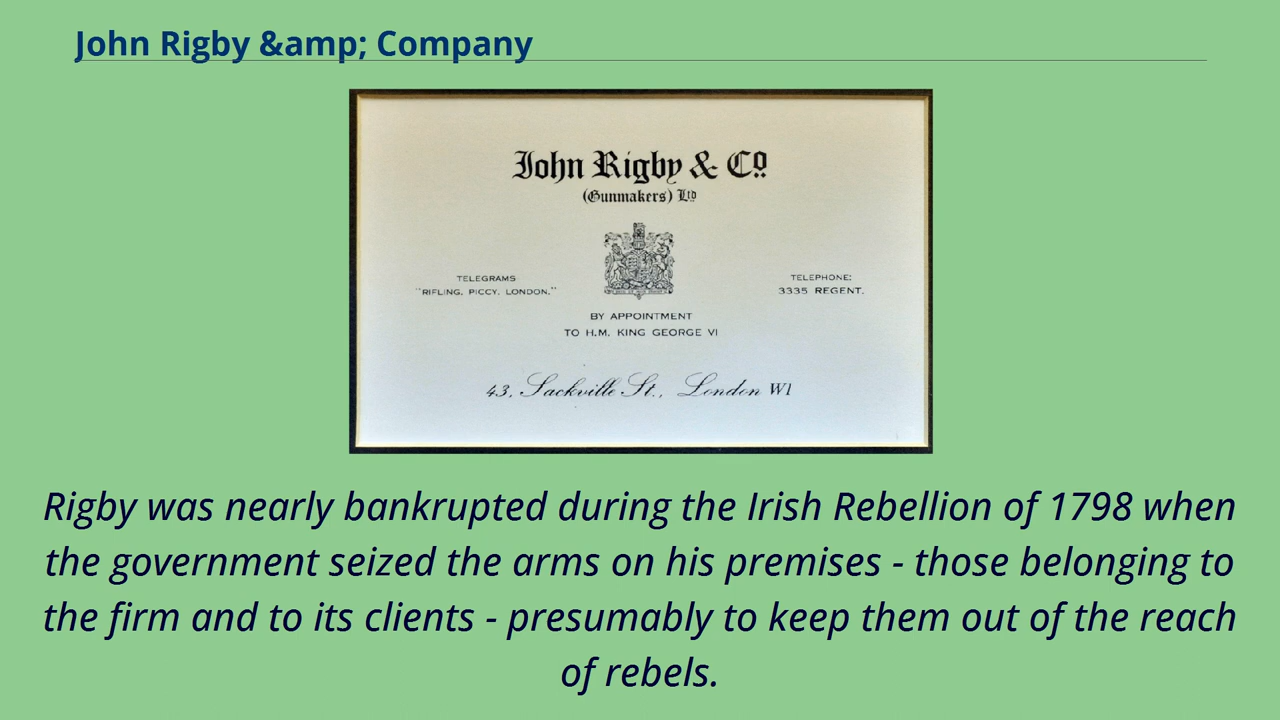 John Rigby &amp; Company
John Rigby & Co.
(Gunmakers) Ltd
TELEGRAMS
"RIFLING, PICCY, LONDON."
TELEPHONE:
3335 REGENT.
BY APPOINTMENT
TO H.M. KING GEORGE VI
43, Sackville St., London W1
Rigby was nearly bankrupted during the Irish Rebellion of 1798 when
the government seized the arms on his premises - those belonging to
the firm and to its clients - presumably to keep them out of the reach
of rebels.